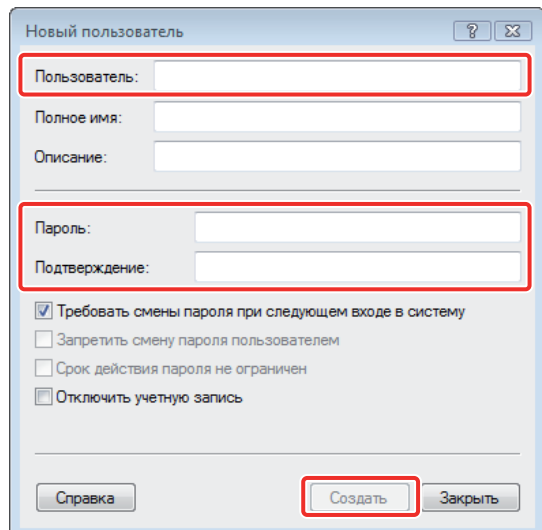 Новый пользователь
Пользователь:
Полное имя:
Описание:
Пароль:
Подтверждение:
Требовать смены пароля при следующем входе в систему
Запретить смену пароля пользователем
Срок действия пароля не ограничен
Отключить учетную запись
Справка Создать Закрыть